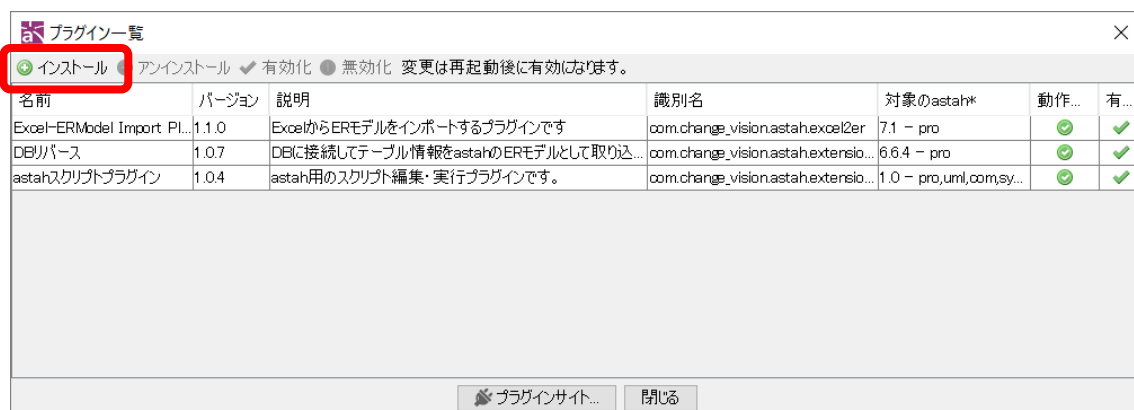 プラグイン一覧
インストール アンインストール 有効化 無効化 変更は再起動後に有効になります。
名前 バージョン 説明 識別名 対象のastah* 動作... 有...
Excel-ERModel Import Pl... 1.1.0 ExcelからERモデルをインポートするプラグインです com.change_vision.astah.excel2er 7.1 - pro
DBリバース 1.0.7 DBに接続してテーブル情報をastahのERモデルとして取り込... com.change_vision.astah.extensio... 6.6.4 - pro
astahスクリプトプラグイン 1.0.4 astah用のスクリプト編集・実行プラグインです。 com.change_vision.astah.extensio... 1.0 - pro,uml,com,sy...
プラグインサイト... 閉じる